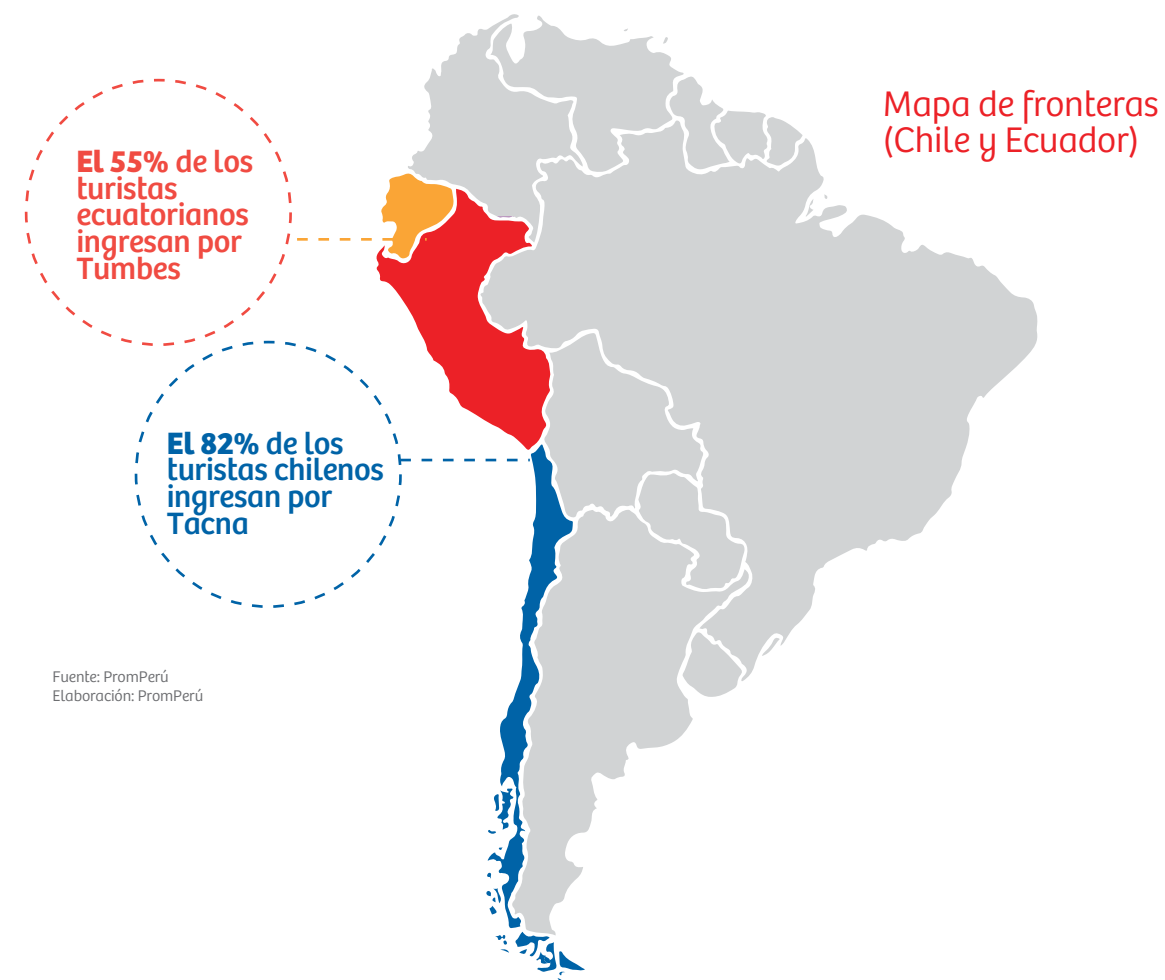 Mapa de fronteras
(Chile y Ecuador)
El 55% de los
turistas
ecuatorianos
ingresan por
Tumbes
El 82% de los
turistas chilenos
ingresan por
Tacna
Fuente: PromPerú
Elaboración: PromPerú